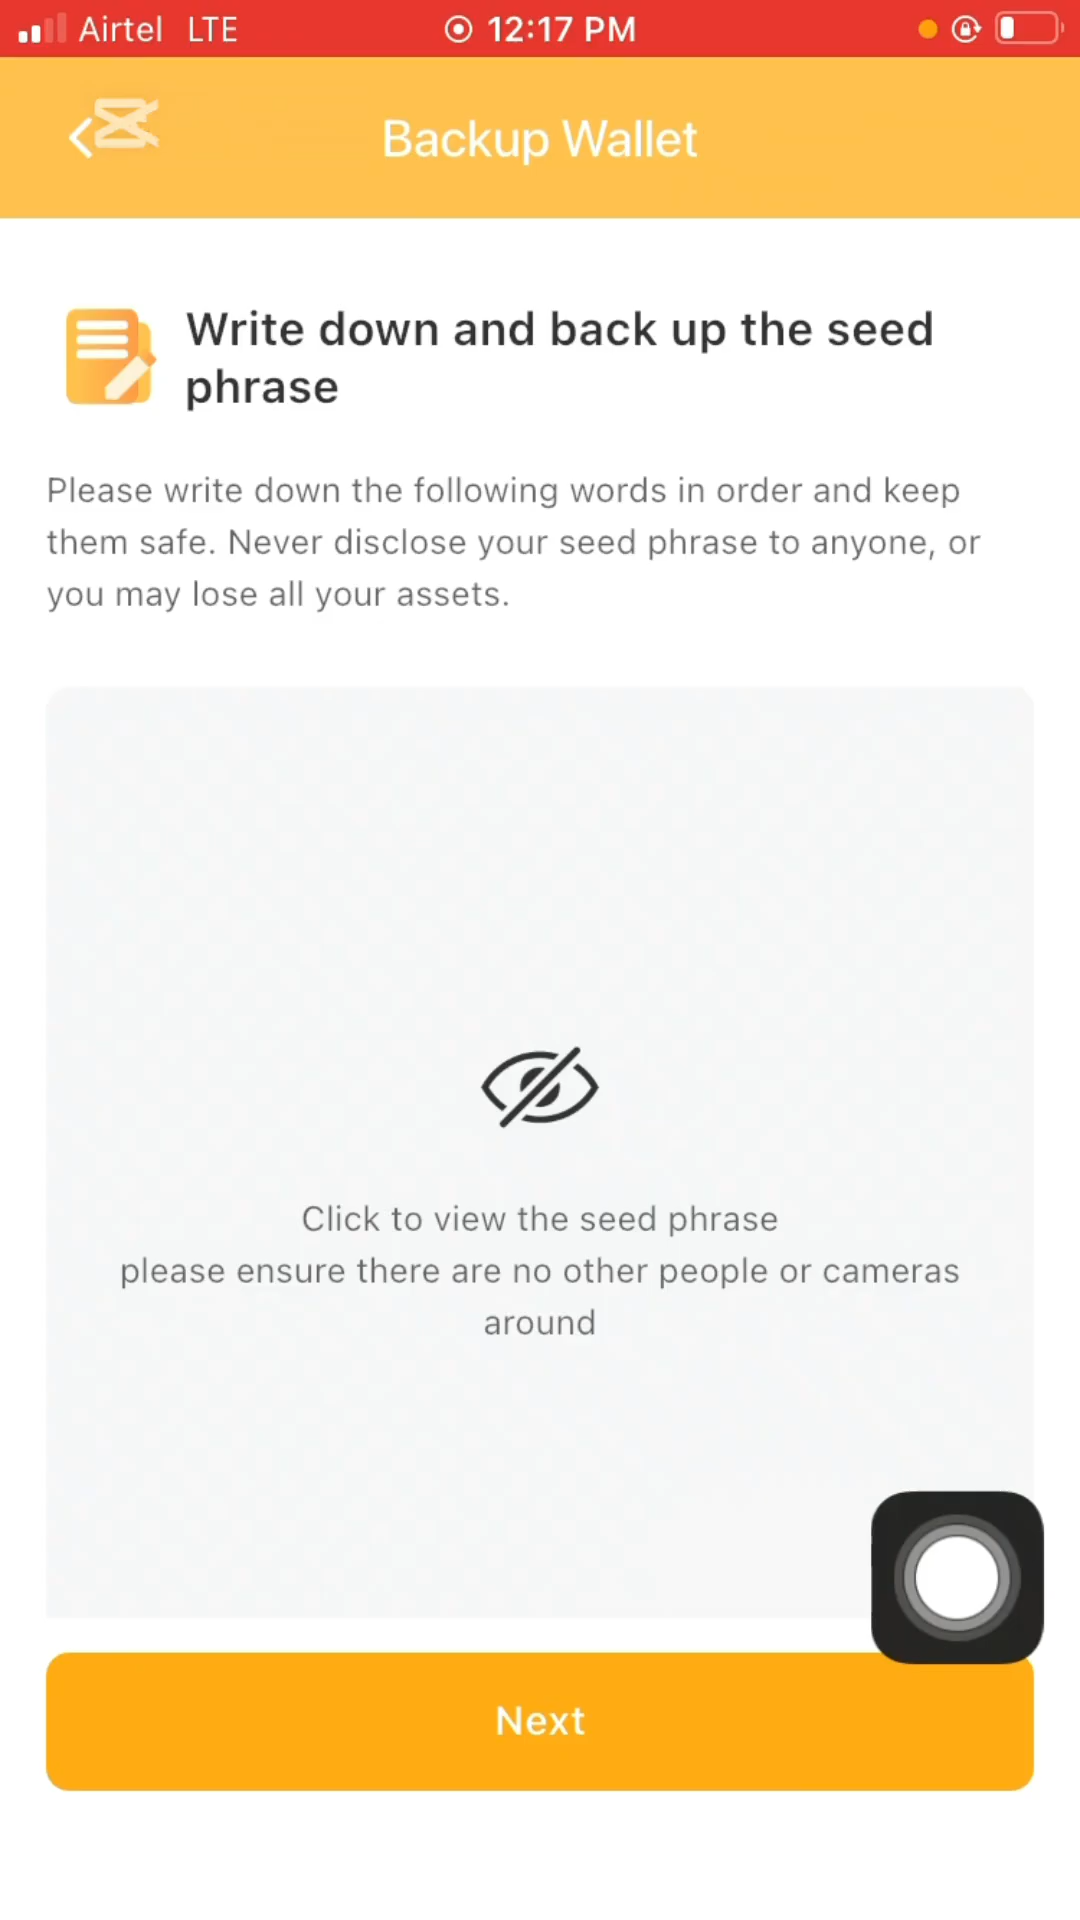 Airtel LTE 12:17 PM
Backup Wallet
Write down and back up the seed
phrase
Please write down the following words in order and keep
them safe. Never disclose your seed phrase to anyone, or
you may lose all your assets.
Click to view the seed phrase
please ensure there are no other people or cameras
around
Next